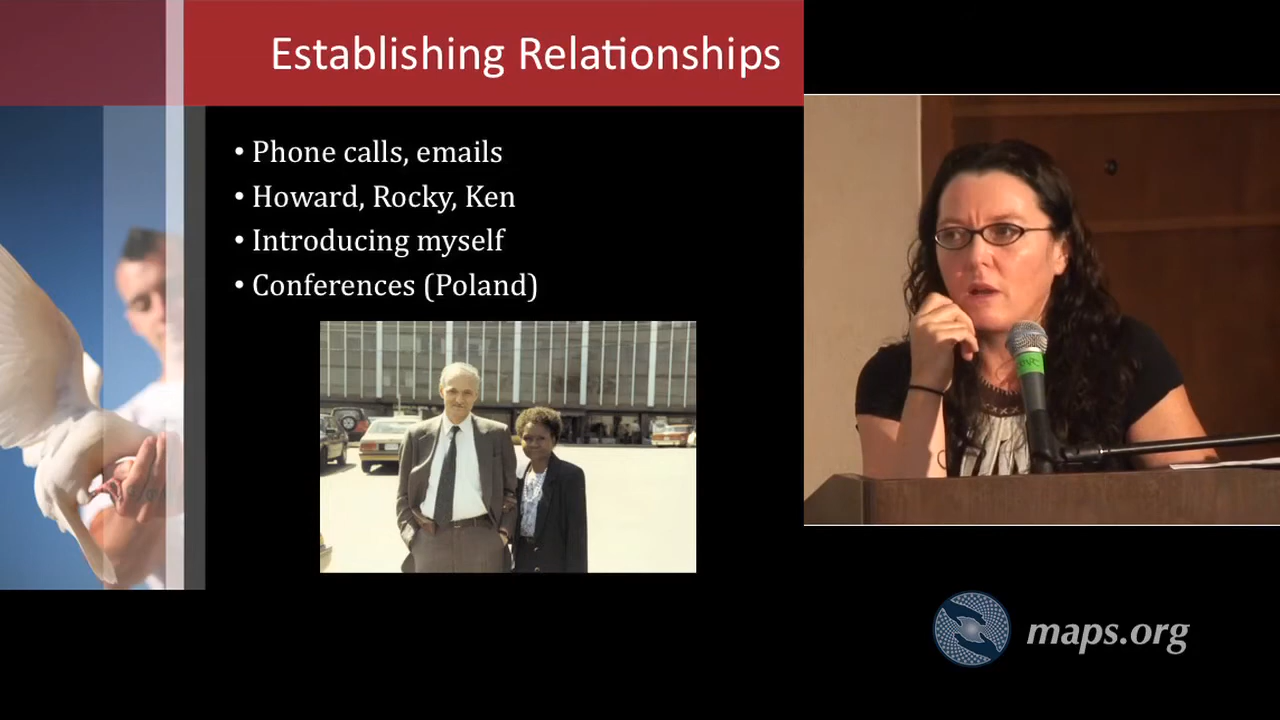 Establishing Relationships
• Phone calls, emails
• Howard, Rocky, Ken
• Introducing myself
• Conferences (Poland)
maps.org